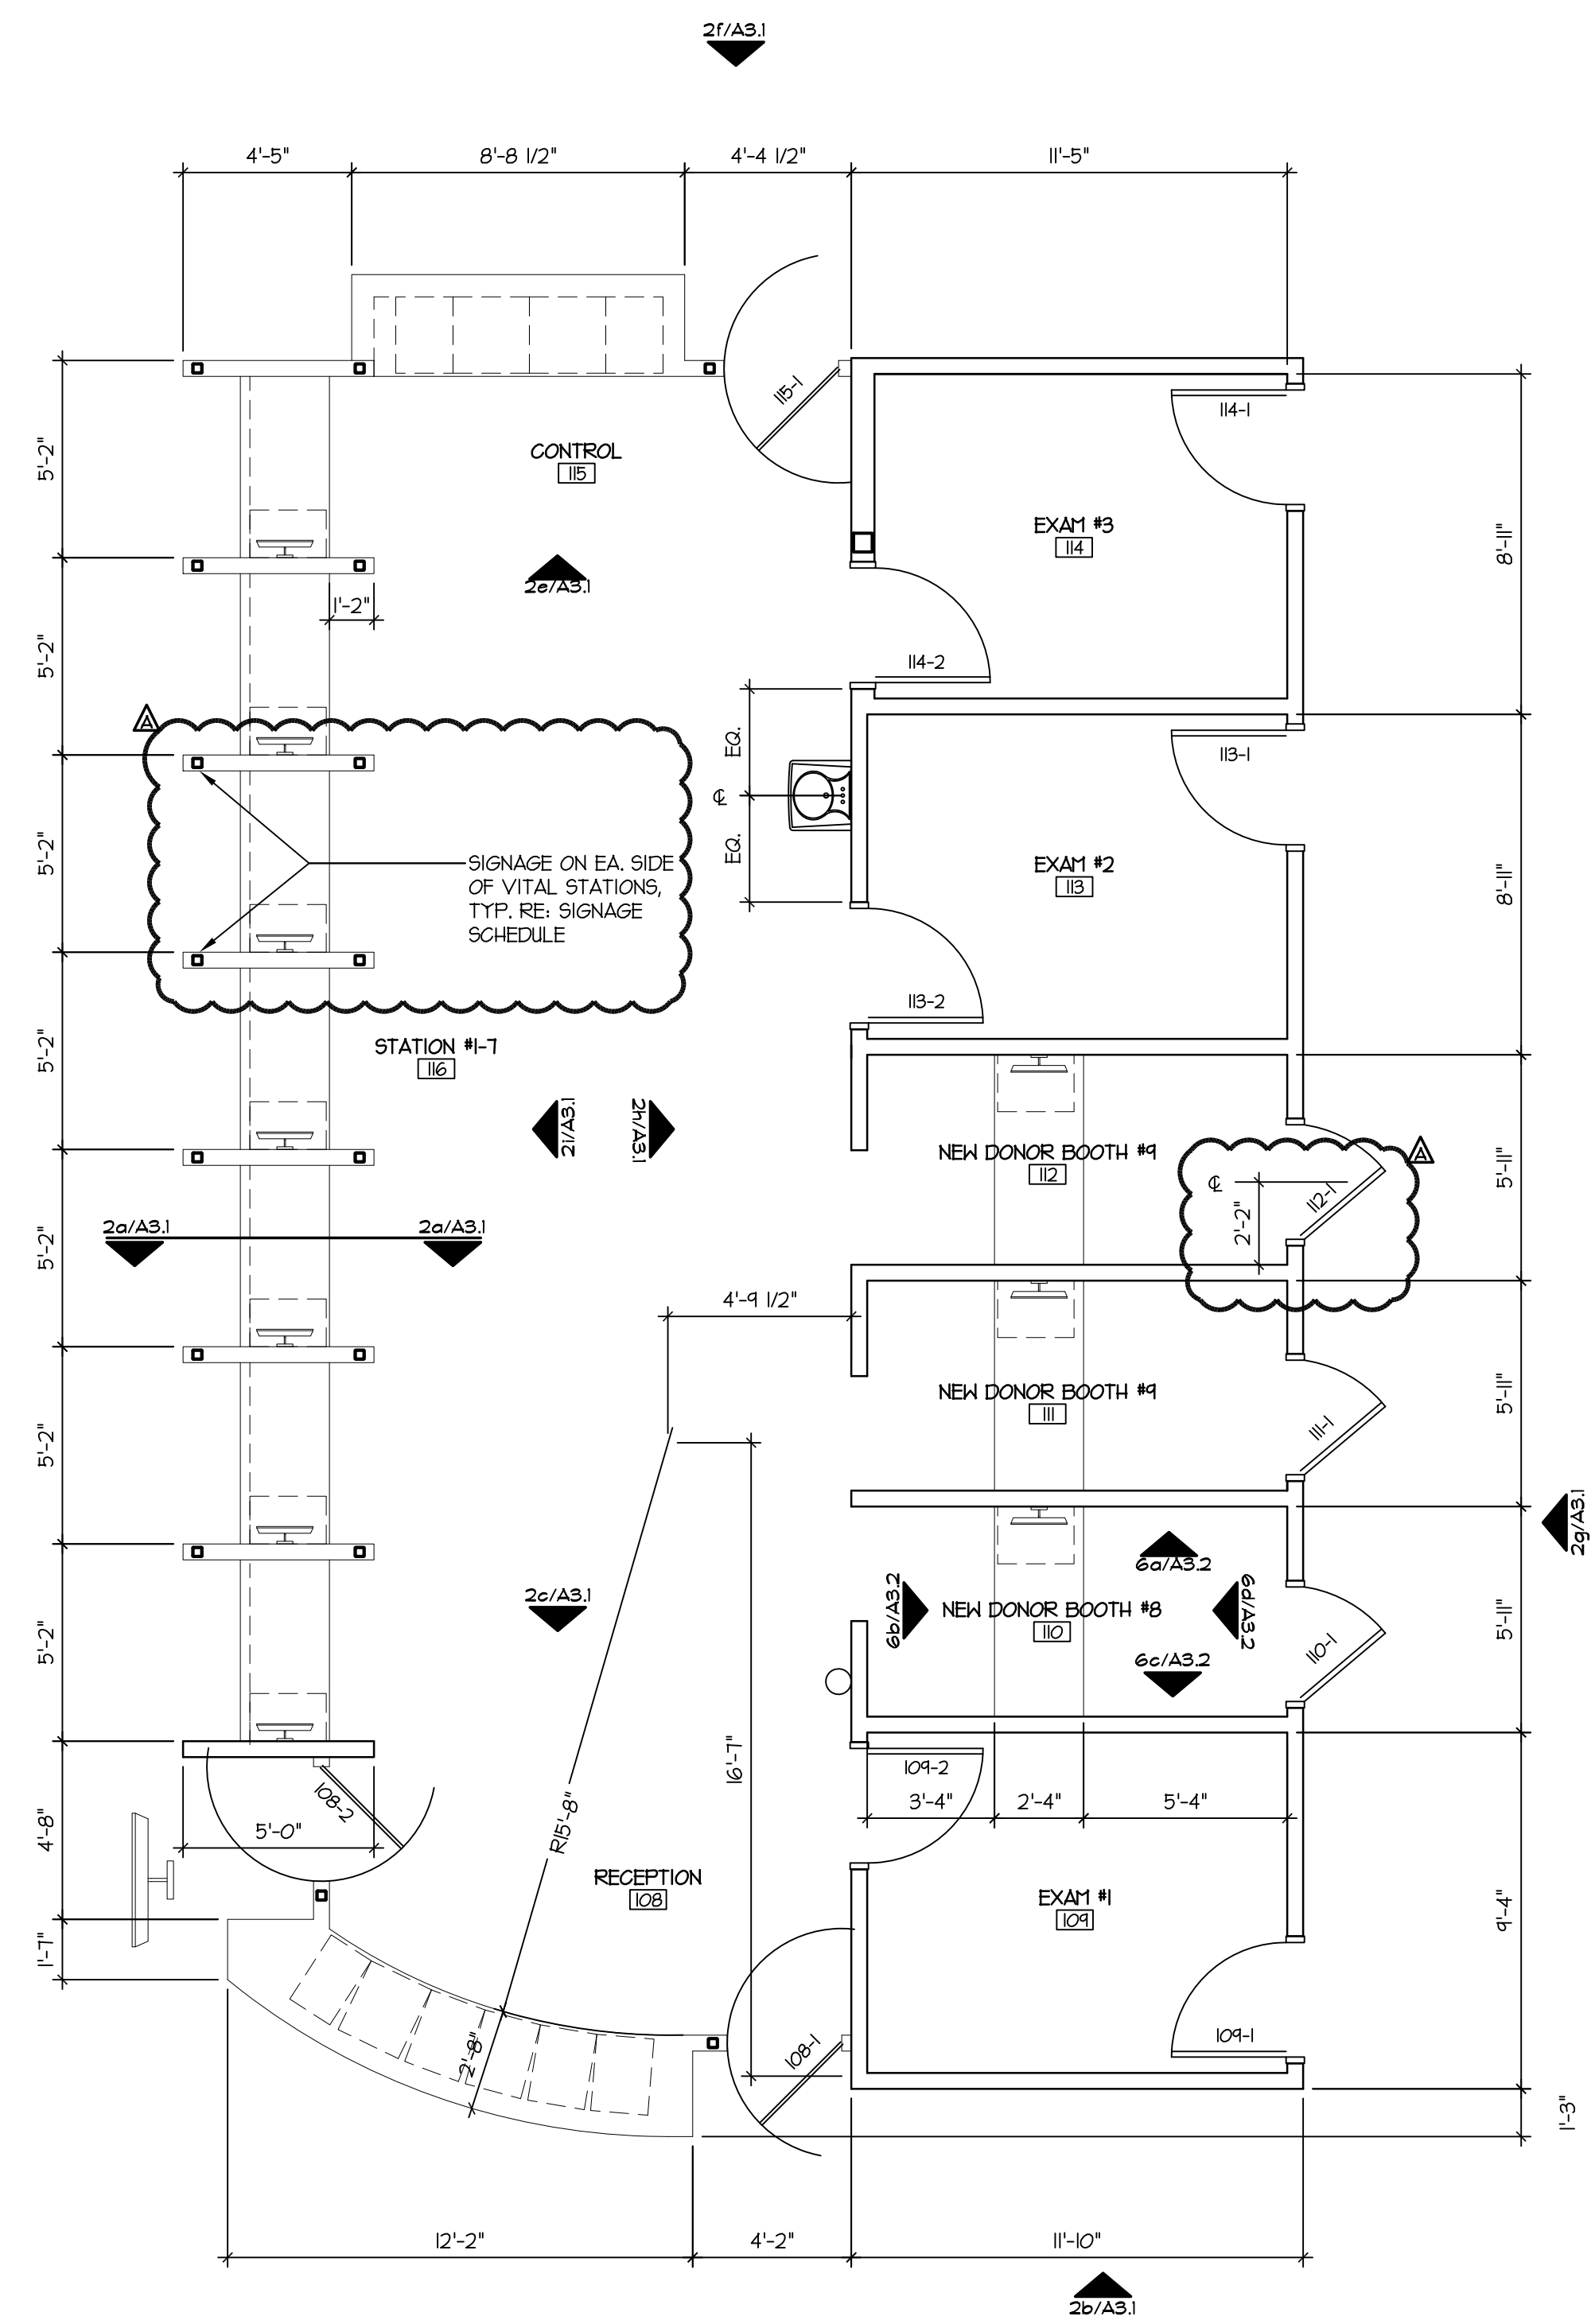 2f/A3.1
4'-5"
8'-8 1/2"
4'-4 1/2"
11'-5"
115-1
114-1
5'-2"
CONTROL
115
EXAM #3
114
8'-11"
2e/A3.1
1'-2"
5'-2"
114-2
A
EQ.
113-1
℄
5'-2"
EQ.
SIGNAGE ON EA. SIDE
OF VITAL STATIONS,
TYP. RE: SIGNAGE
SCHEDULE
EXAM #2
113
8'-11"
113-2
5'-2"
STATION #1-7
116
2i/A3.1
2h/A3.1
NEW DONOR BOOTH #9
112
A
℄
2'-2"
112-1
5'-11"
2a/A3.1
2a/A3.1
5'-2"
4'-9 1/2"
NEW DONOR BOOTH #9
111
111-1
5'-11"
5'-2"
2g/A3.1
6a/A3.2
2c/A3.1
6b/A3.2
NEW DONOR BOOTH #8
110
6d/A3.2
110-1
5'-11"
5'-2"
6c/A3.2
16'-7"
109-2
3'-4"
2'-4"
5'-4"
108-2
5'-0"
4'-8"
R15'-8"
RECEPTION
108
EXAM #1
109
9'-4"
1'-7"
2'-8"
108-1
109-1
1'-3"
12'-2"
4'-2"
11'-10"
2b/A3.1